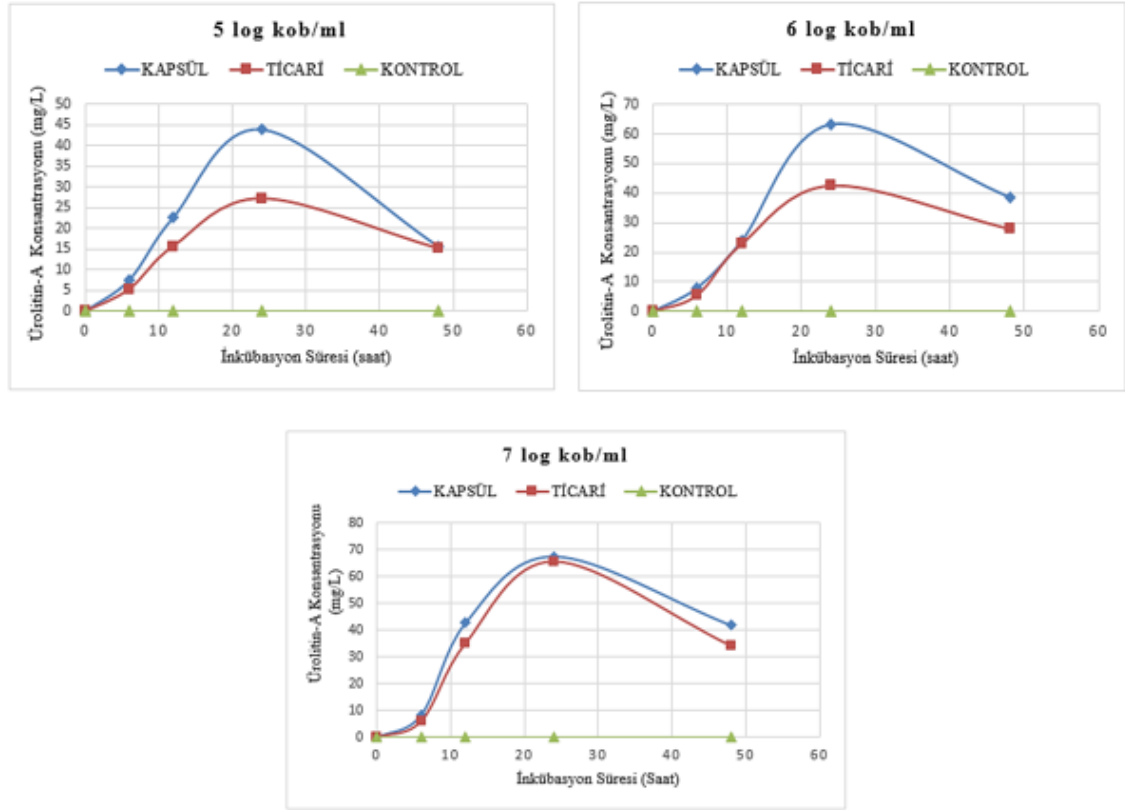 5 log kob/ml
KAPSÜL TİCARİ KONTROL
Ürolitin-A Konsantrasyonu (mg/L)
50
45
40
35
30
25
20
15
10
5
0
0 10 20 30 40 50 60
İnkübasyon Süresi (saat)
6 log kob/ml
KAPSÜL TİCARİ KONTROL
Ürolitin-A Konsantrasyonu (mg/L)
70
60
50
40
30
20
10
0
0 10 20 30 40 50 60
İnkübasyon Süresi (saat)
7 log kob/ml
KAPSÜL TİCARİ KONTROL
Ürolitin-A Konsantrasyonu
(mg/L)
80
70
60
50
40
30
20
10
0
0 10 20 30 40 50 60
İnkübasyon Süresi (Saat)